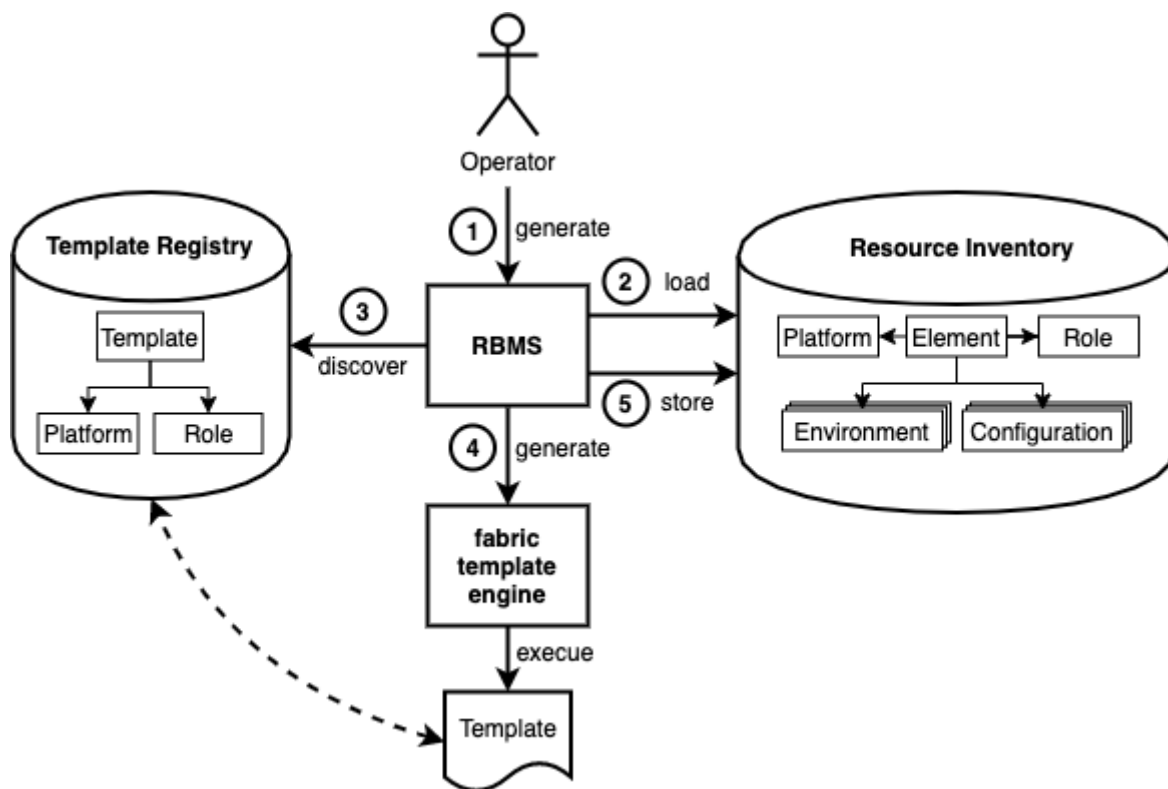 Operator
1
generate
Template Registry
Resource Inventory
2
load
3
discover
RBMS
Template
Platform
Element
Role
5
store
Platform
Role
Environment
Configuration
4
generate
fabric
template
engine
execue
Template